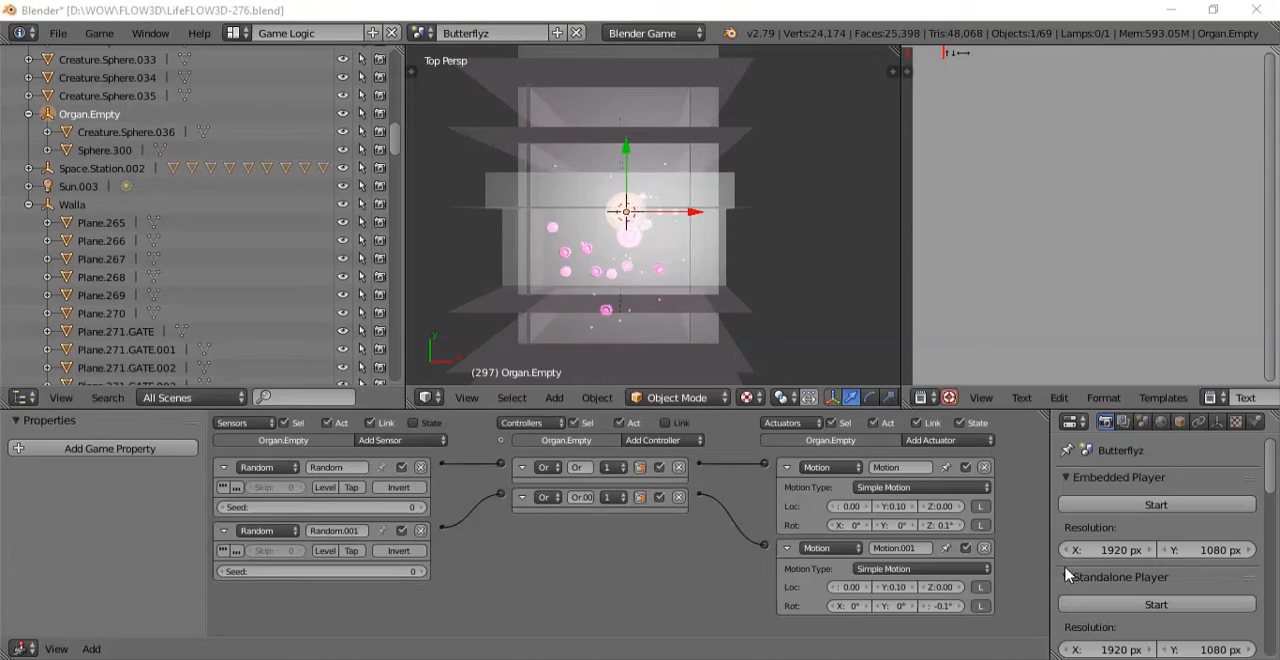 Blender* [D:\WOW\FLOW3D\LifeFLOW3D-276.blend]
File Game Window Help Game Logic Butterflyz Blender Game v2.79 | Verts:24,174 | Faces:25,398 | Tris:48,068 | Objects:1/69 | Lamps:0/1 | Mem:593.05M | Organ.Empty
Creature.Sphere.033
Creature.Sphere.034
Creature.Sphere.035
Organ.Empty
Creature.Sphere.036
Sphere.300
Space.Station.002
Sun.003
Walla
Plane.265
Plane.266
Plane.267
Plane.268
Plane.269
Plane.270
Plane.271.GATE
Plane.271.GATE.001
Plane.271.GATE.002
View Search All Scenes
Top Persp
(297) Organ.Empty
View Select Add Object Object Mode
View Text Edit Format Templates Text
Properties
Add Game Property
Sensors Sel Act Link State
Organ.Empty Add Sensor
Random Random
Skip: 0 Level Tap Invert
Seed: 0
Random Random.001
Skip: 0 Level Tap Invert
Seed: 0
Controllers Sel Act Link
Organ.Empty Add Controller
Or Or 1
Or Or.00 1
Actuators Sel Act Link State
Organ.Empty Add Actuator
Motion Motion
Motion Type: Simple Motion
Loc: : 0.00 Y:0.10 Z:0.00 L
Rot: X: 0° Y: 0° Z: 0.1° L
Motion Motion.001
Motion Type: Simple Motion
Loc: : 0.00 Y:0.10 Z:0.00 L
Rot: X: 0° Y: 0° : -0.1° L
Butterflyz
Embedded Player
Start
Resolution:
X: 1920 px Y: 1080 px
Standalone Player
Start
Resolution:
X: 1920 px Y: 1080 px
View Add